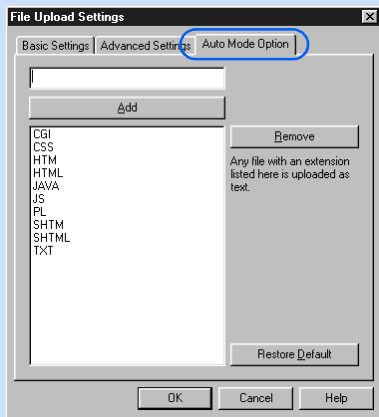 File Upload Settings
Basic Settings
Advanced Settings
Auto Mode Option
Add
CGI
CSS
HTM
HTML
JAVA
JS
PL
SHTM
SHTML
TXT
Remove
Any file with an extension
listed here is uploaded as
text.
Restore Default
OK
Cancel
Help